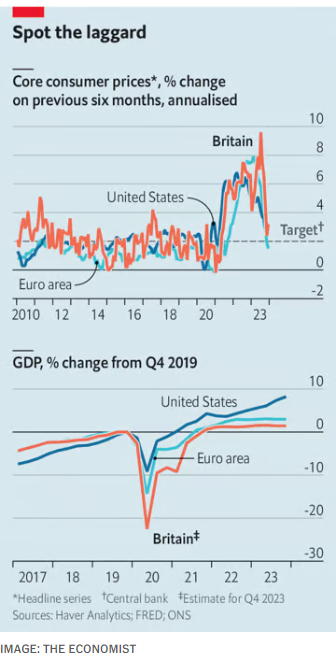 Spot the laggard
Core consumer prices*, % change
on previous six months, annualised
10
Britain
8
6
United States
4
Target†
2
0
Euro area
-2
2010 12 14 16 18 20 23
GDP, % change from Q4 2019
10
United States
0
Euro area
-10
-20
Britain‡
-30
2017 18 19 20 21 22 23
*Headline series †Central bank ‡Estimate for Q4 2023
Sources: Haver Analytics; FRED; ONS
IMAGE: THE ECONOMIST